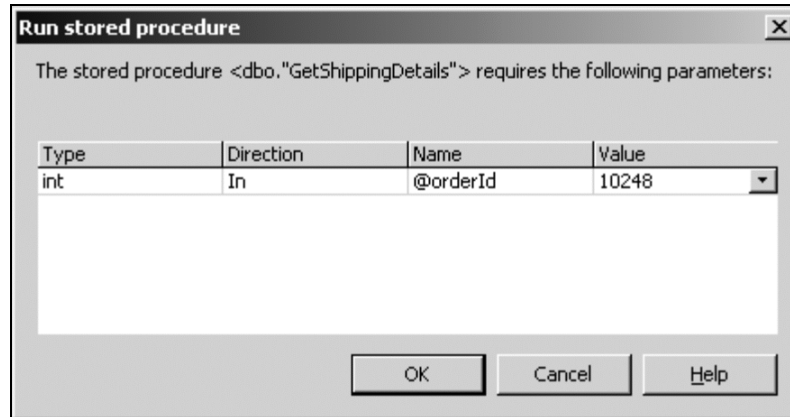 Run stored procedure
The stored procedure <dbo."GetShippingDetails"> requires the following parameters:
Type Direction Name Value
int In @orderId 10248
OK Cancel Help